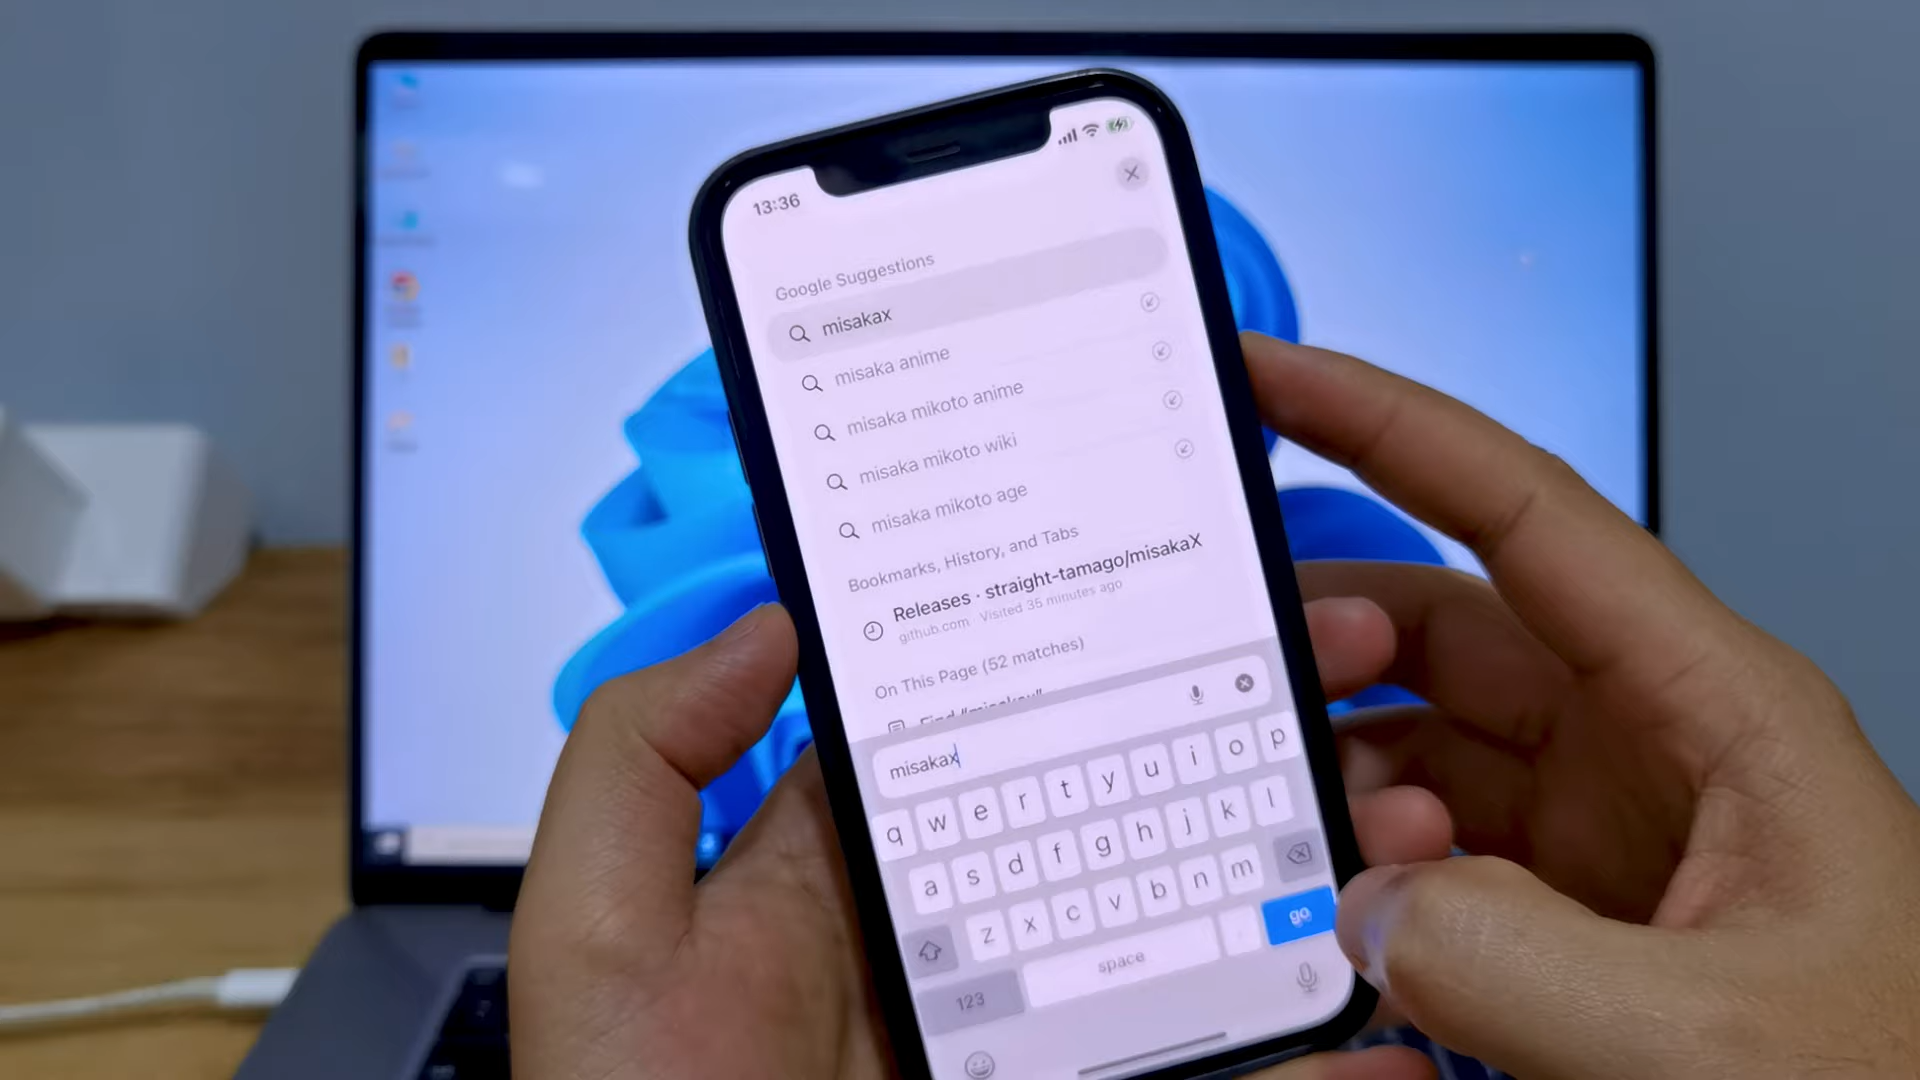 13:36
Google Suggestions
misakax
misaka anime
misaka mikoto anime
misaka mikoto wiki
misaka mikoto age
Bookmarks, History, and Tabs
Releases · straight-tamago/misakaX
github.com · Visited 35 minutes ago
On This Page (52 matches)
Find "misakax"
misakax
q w e r t y u i o p
a s d f g h j k l
z x c v b n m
123 space . go